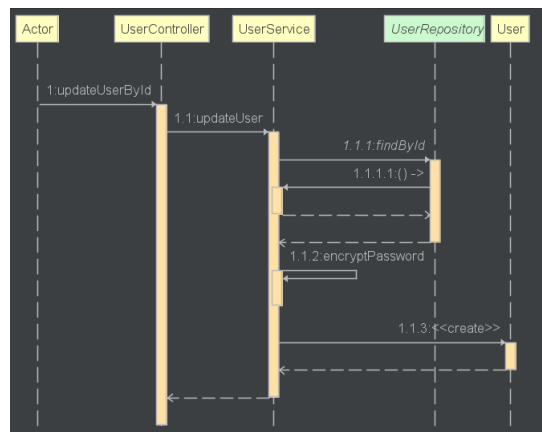 Actor
UserController
UserService
UserRepository
User
1:updateUserById
1.1:updateUser
1.1.1:findById
1.1.1.1:() ->
1.1.2:encryptPassword
1.1.3:<<create>>